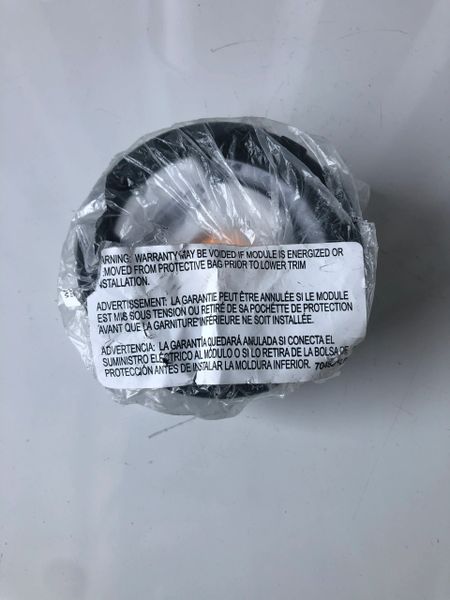 ARNING: WARRANTY MAY BE VOIDED IF MODULE IS ENERGIZED OR
EMOVED FROM PROTECTIVE BAG PRIOR TO LOWER TRIM
NSTALLATION.
ADVERTISSEMENT: LA GARANTIE PEUT ÊTRE ANNULÉE SI LE MODULE
EST MIS SOUS TENSION OU RETIRÉ DE SA POCHETTE DE PROTECTION
AVANT QUE LA GARNITURE INFÉRIEURE NE SOIT INSTALLÉE.
ADVERTENCIA: LA GARANTÍA QUEDARÁ ANULADA SI CONECTA EL
SUMINISTRO ELÉCTRICO AL MÓDULO O SI LO RETIRA DE LA BOLSA DE
PROTECCIÓN ANTES DE INSTALAR LA MOLDURA INFERIOR.